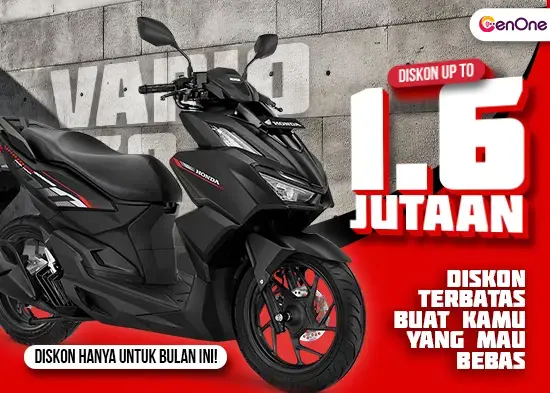 GenOne
VARIO
DISKON UP TO
1.6
JUTAAN
HONDA
DISKON
TERBATAS
BUAT KAMU
YANG MAU
BEBAS
DISKON HANYA UNTUK BULAN INI!